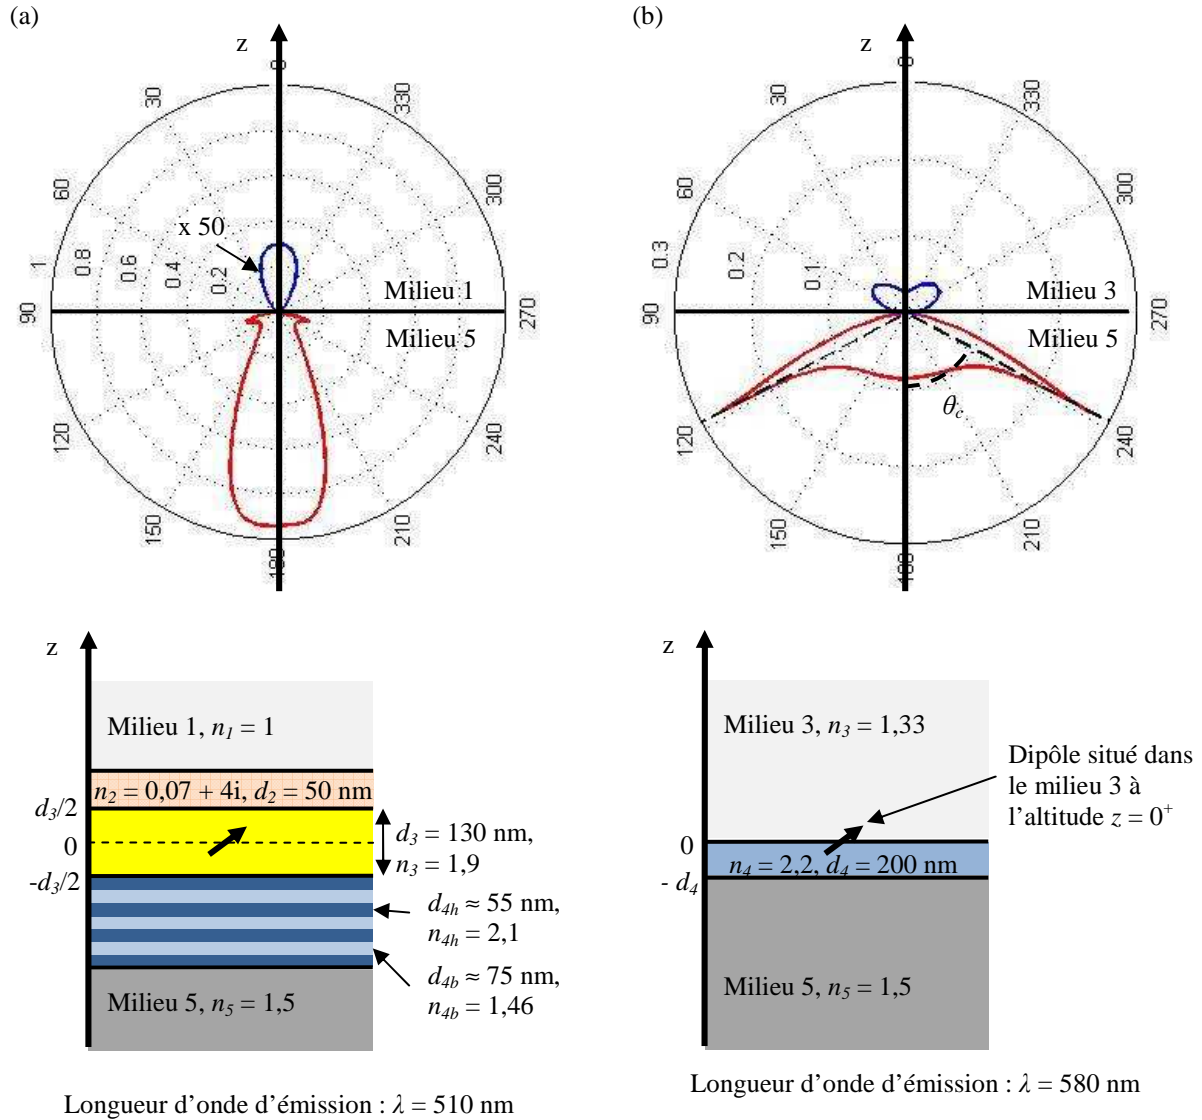 (a)
z
0
30
330
60
300
x 50
1
0.8
0.6
0.4
0.2
Milieu 1
90
270
Milieu 5
120
240
150
210
180
(b)
z
0
30
330
60
300
0.3
0.2
0.1
Milieu 3
90
270
Milieu 5
θc
120
240
150
210
180
z
Milieu 1, n1 = 1
n2 = 0,07 + 4i, d2 = 50 nm
d3/2
0
-d3/2
d3 = 130 nm,
n3 = 1,9
d4h ≈ 55 nm,
n4h = 2,1
d4b ≈ 75 nm,
n4b = 1,46
Milieu 5, n5 = 1,5
Longueur d’onde d’émission : λ = 510 nm
z
Milieu 3, n3 = 1,33
Dipôle situé dans
le milieu 3 à
l’altitude z = 0+
0
n4 = 2,2, d4 = 200 nm
- d4
Milieu 5, n5 = 1,5
Longueur d’onde d’émission : λ = 580 nm